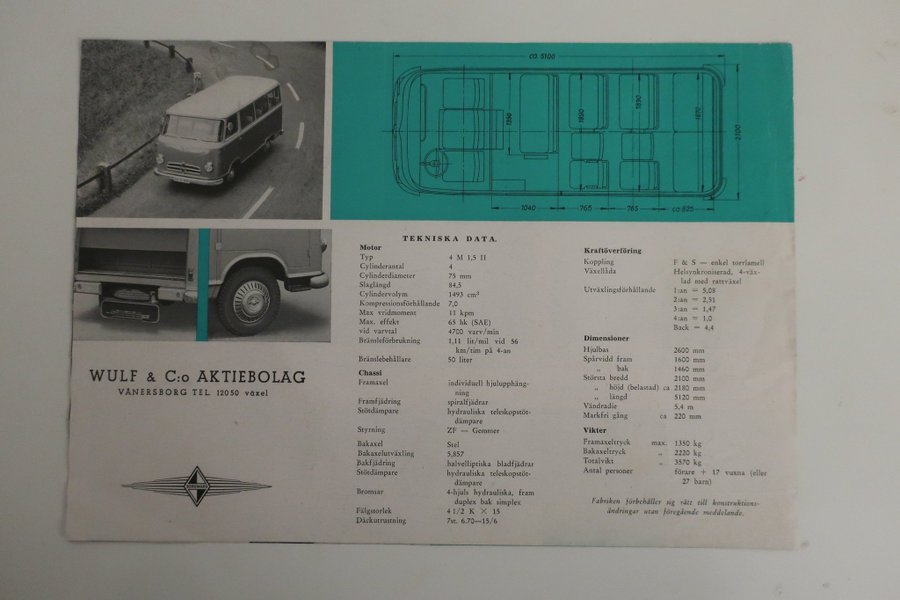 ca. 5100
1350
1850
1890
1870
2100
1040
765
765
ca 825
TEKNISKA DATA.
Motor
Typ 4 M 1,5 II
Cylinderantal 4
Cylinderdiameter 75 mm
Slaglängd 84,5
Cylindervolym 1493 cm³
Kompressionsförhållande 7,0
Max vridmoment 11 kpm
Max. effekt 65 hk (SAE)
vid varvtal 4700 varv/min
Bränsleförbrukning 1,11 lit/mil vid 56
km/tim på 4-an
Bränslebehållare 50 liter
Chassi
Framaxel individuell hjulupphäng-
ning
Framfjädring spiralfjädrar
Stötdämpare hydrauliska teleskopstöt-
dämpare
Styrning ZF — Gemmer
Bakaxel Stel
Bakaxelutväxling 5,857
Bakfjädring halvelliptiska bladfjädrar
Stötdämpare hydrauliska teleskopstöt-
dämpare
Bromsar 4-hjuls hydrauliska, fram
duplex bak simplex
Fälgstorlek 4 1/2 K × 15
Däckutrustning 7st. 6.70—15/6
Kraftöverföring
Koppling F & S — enkel torrlamell
Växellåda Helsynkroniserad, 4-väx-
lad med rattväxel
Utväxlingsförhållande 1:an = 5,08
2:an = 2,51
3:an = 1,47
4:an = 1,0
Back = 4,4
Dimensioner
Hjulbas 2600 mm
Spårvidd fram 1600 mm
„ bak 1460 mm
Största bredd 2100 mm
„ höjd (belastad) ca 2180 mm
„ längd 5120 mm
Vändradie 5,4 m
Markfri gång ca 220 mm
Vikter
Framaxeltryck max. 1350 kg
Bakaxeltryck „ 2220 kg
Totalvikt „ 3570 kg
Antal personer förare + 17 vuxna (eller
27 barn)
Fabriken förbehåller sig rätt till konstruktions-
ändringar utan föregående meddelande.
WULF & C:o AKTIEBOLAG
VÄNERSBORG TEL. 12050 växel
BORGWARD